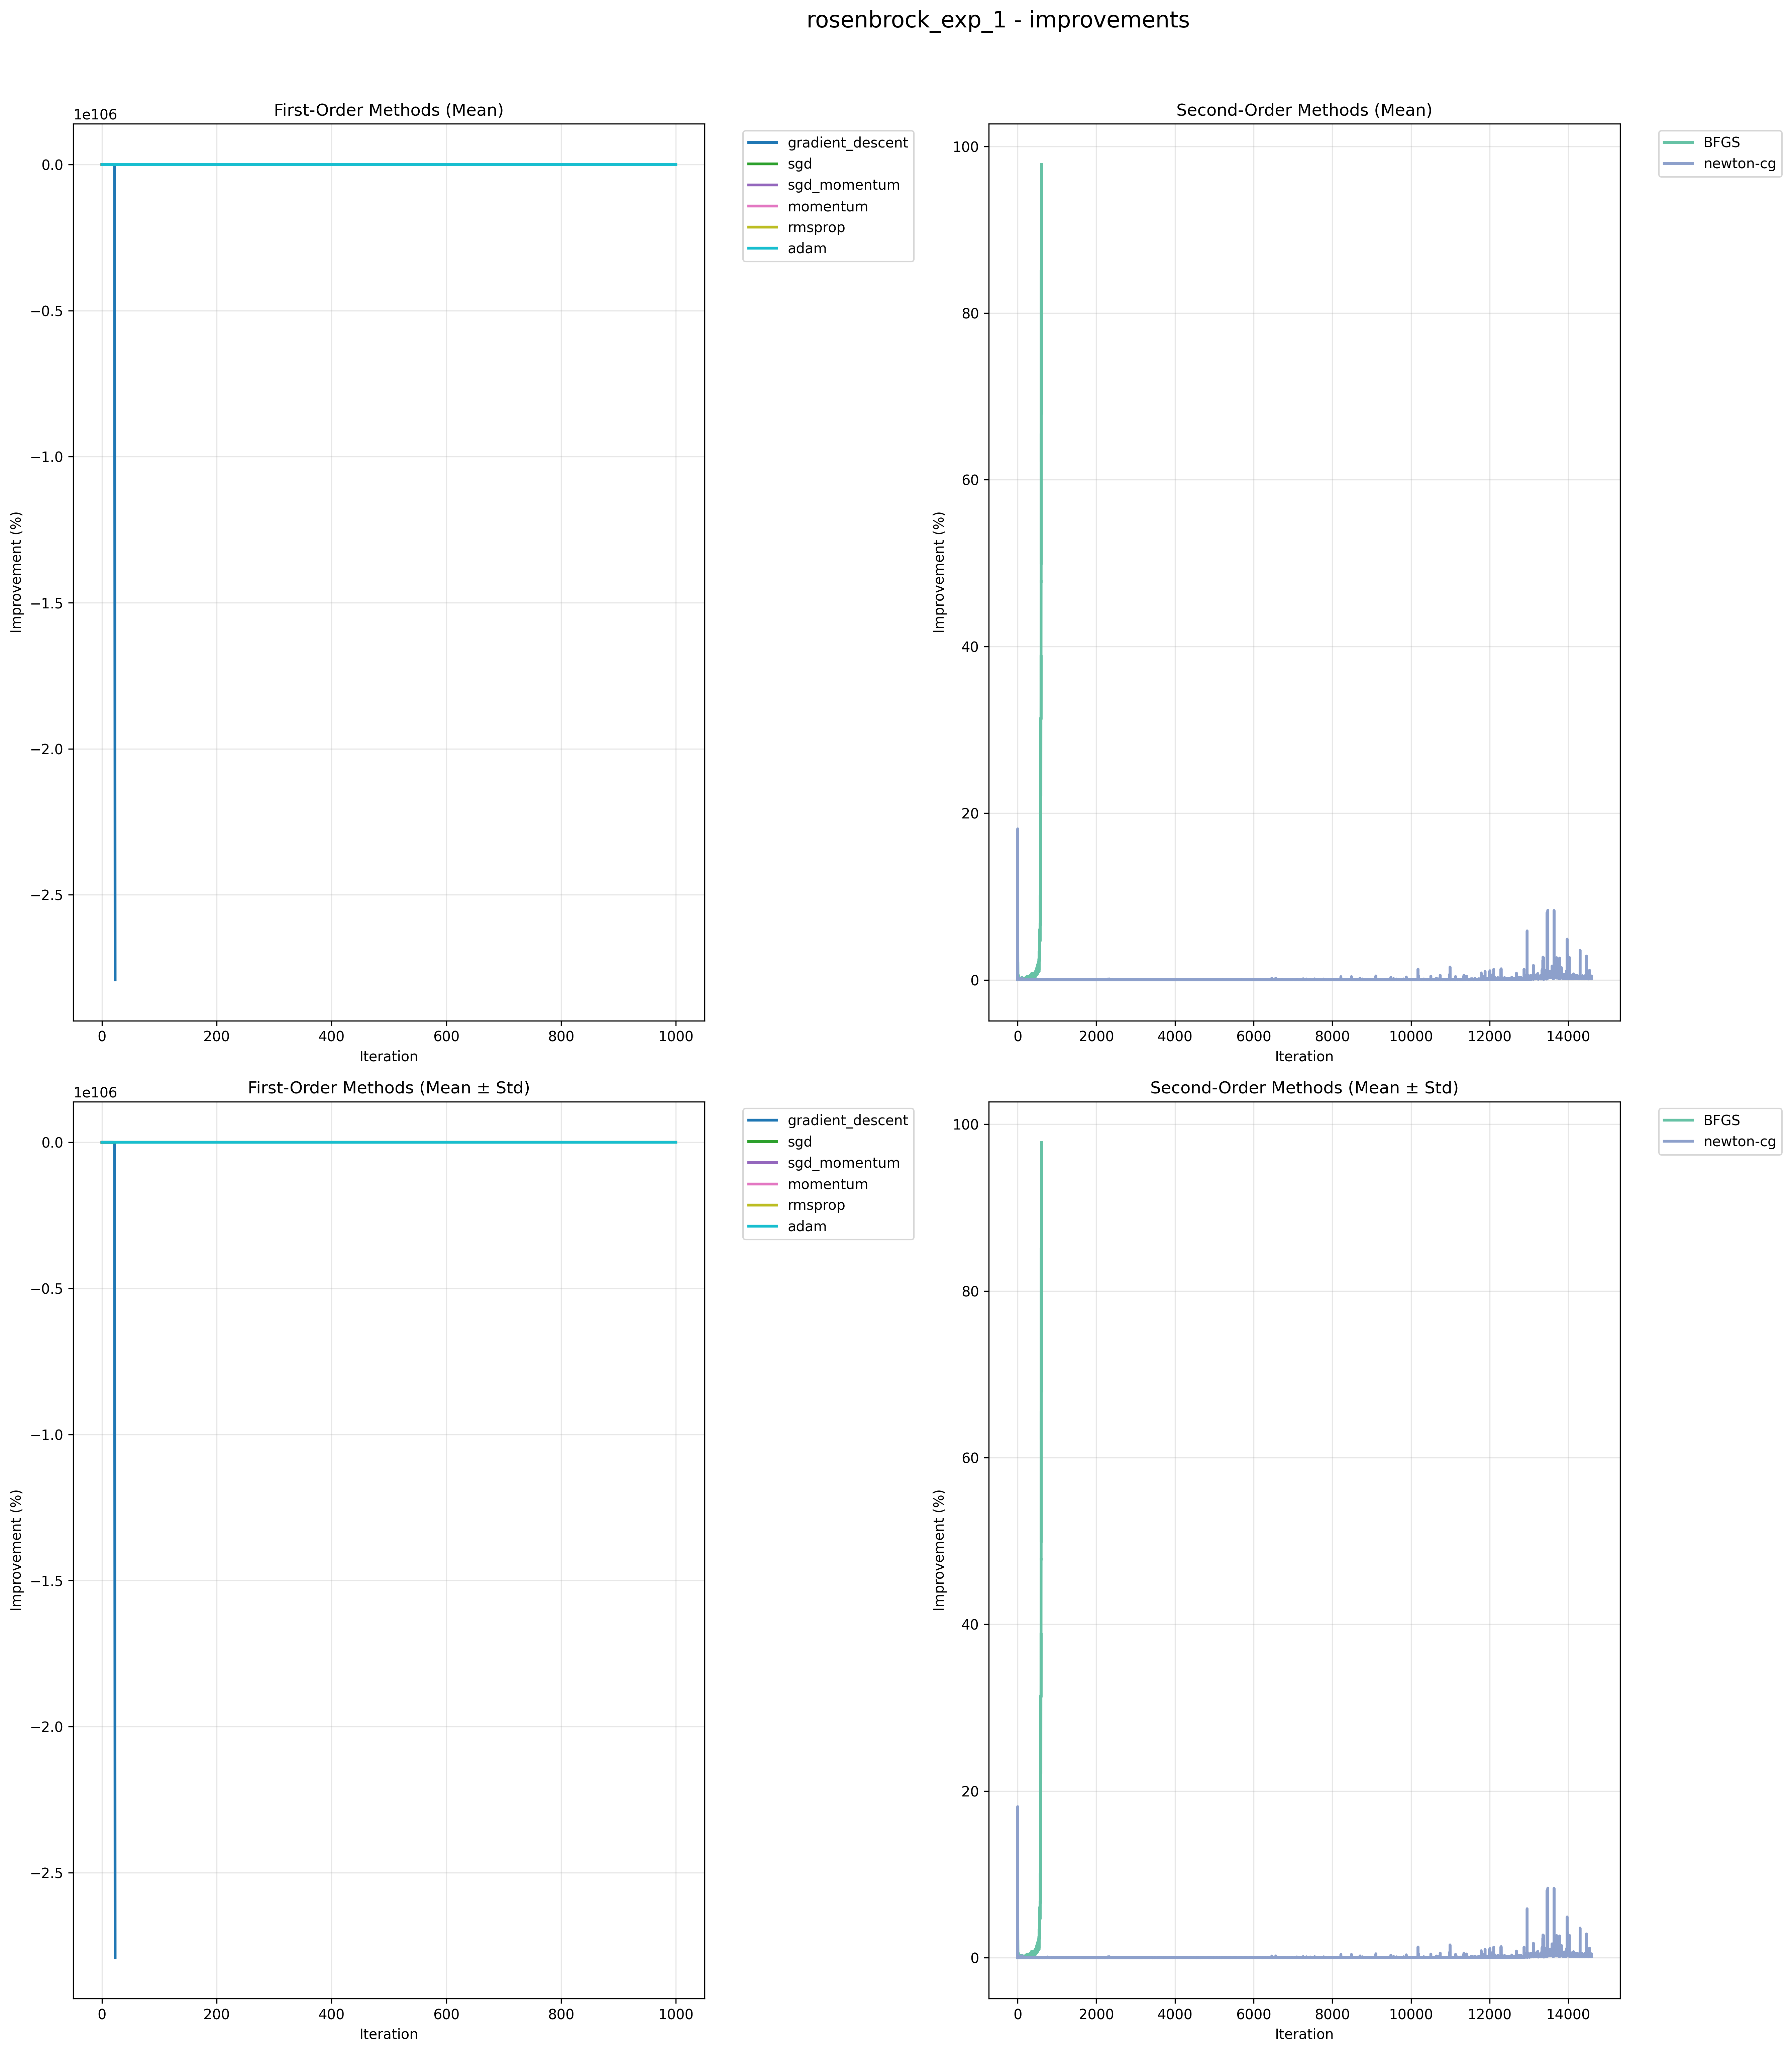 rosenbrock_exp_1 - improvements
First-Order Methods (Mean)
1e106
0.0
−0.5
−1.0
−1.5
−2.0
−2.5
Improvement (%)
0 200 400 600 800 1000
Iteration
gradient_descent
sgd
sgd_momentum
momentum
rmsprop
adam
Second-Order Methods (Mean)
100
80
60
40
20
0
Improvement (%)
0 2000 4000 6000 8000 10000 12000 14000
Iteration
BFGS
newton-cg
First-Order Methods (Mean ± Std)
1e106
0.0
−0.5
−1.0
−1.5
−2.0
−2.5
Improvement (%)
0 200 400 600 800 1000
Iteration
gradient_descent
sgd
sgd_momentum
momentum
rmsprop
adam
Second-Order Methods (Mean ± Std)
100
80
60
40
20
0
Improvement (%)
0 2000 4000 6000 8000 10000 12000 14000
Iteration
BFGS
newton-cg